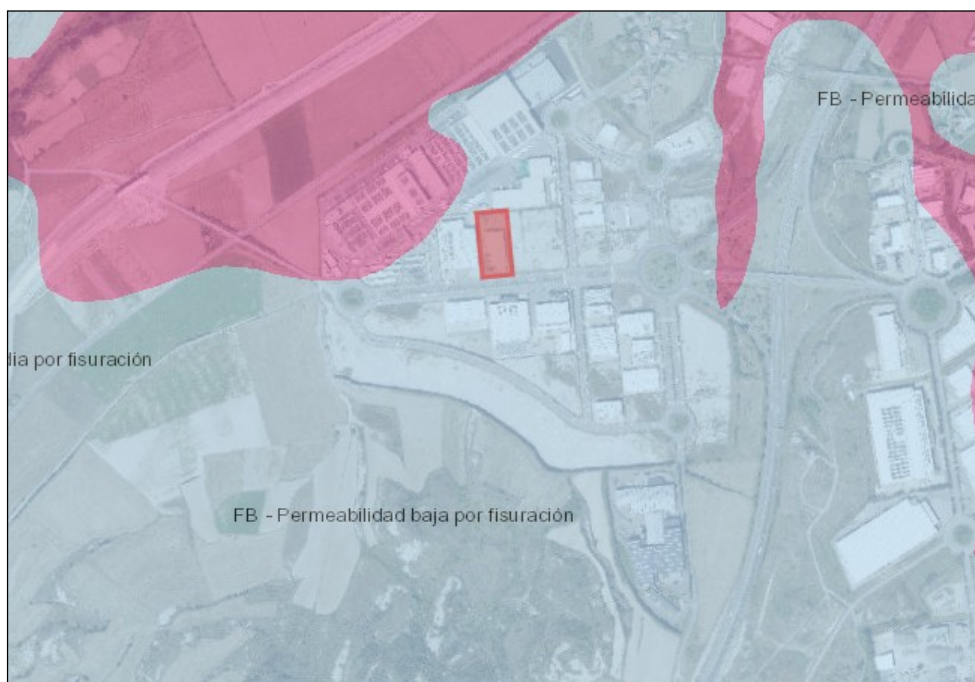 FB - Permeabilida
dia por fisuración
FB - Permeabilidad baja por fisuración